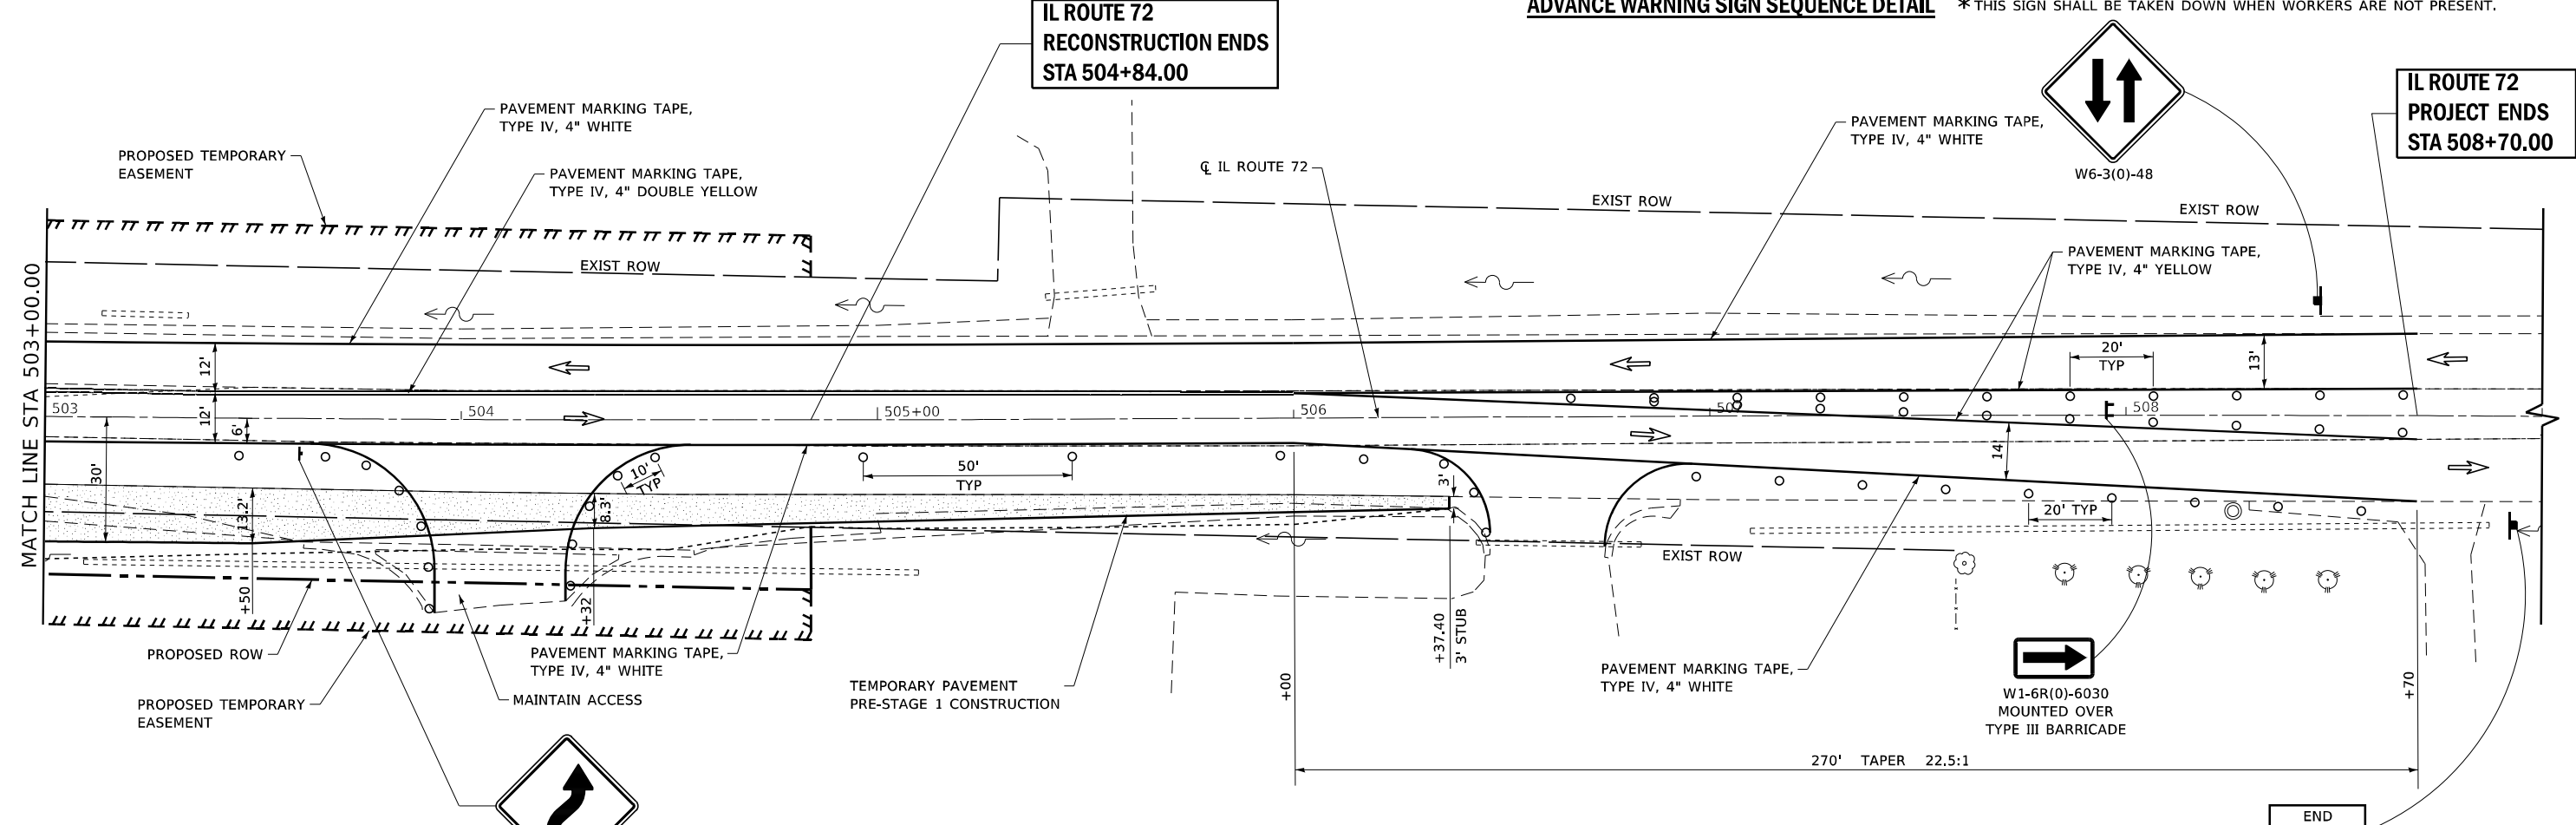 IL ROUTE 72
RECONSTRUCTION ENDS
STA 504+84.00
ADVANCE WARNING SIGN SEQUENCE DETAIL
* THIS SIGN SHALL BE TAKEN DOWN WHEN WORKERS ARE NOT PRESENT.
IL ROUTE 72
PROJECT ENDS
STA 508+70.00
PAVEMENT MARKING TAPE,
TYPE IV, 4" WHITE
PROPOSED TEMPORARY
EASEMENT
PAVEMENT MARKING TAPE,
TYPE IV, 4" DOUBLE YELLOW
℄ IL ROUTE 72
PAVEMENT MARKING TAPE,
TYPE IV, 4" WHITE
W6-3(0)-48
EXIST ROW
EXIST ROW
EXIST ROW
PAVEMENT MARKING TAPE,
TYPE IV, 4" YELLOW
MATCH LINE STA 503+00.00
12'
12'
6'
30'
503
504
505+00
506
508
20'
TYP
13'
14'
13.2'
8.3'
10'
TYP
50'
TYP
3'
20' TYP
EXIST ROW
+50
+32
+37.40
3' STUB
+00
+70
PROPOSED ROW
PROPOSED TEMPORARY
EASEMENT
PAVEMENT MARKING TAPE,
TYPE IV, 4" WHITE
MAINTAIN ACCESS
TEMPORARY PAVEMENT
PRE-STAGE 1 CONSTRUCTION
PAVEMENT MARKING TAPE,
TYPE IV, 4" WHITE
W1-6R(0)-6030
MOUNTED OVER
TYPE III BARRICADE
270' TAPER 22.5:1
END